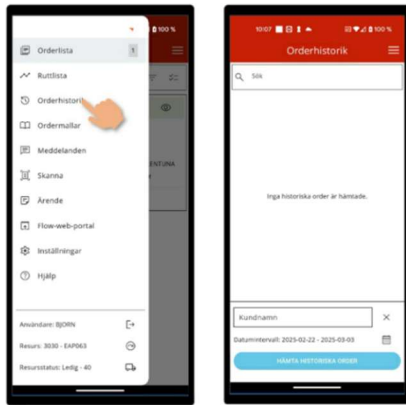 100 %
Orderlista 1
Ruttlista
Orderhistorik
Ordermallar
Meddelanden
Skanna
Ärende
Flow-web-portal
Inställningar
Hjälp
ENTUNA
Användare: BJORN
Resurs: 3030 - EAP063
Resursstatus: Ledig - 40
10:07 100 %
Orderhistorik
Sök
Inga historiska order är hämtade.
Kundnamn
Datumintervall: 2025-02-22 - 2025-03-03
HÄMTA HISTORISKA ORDER